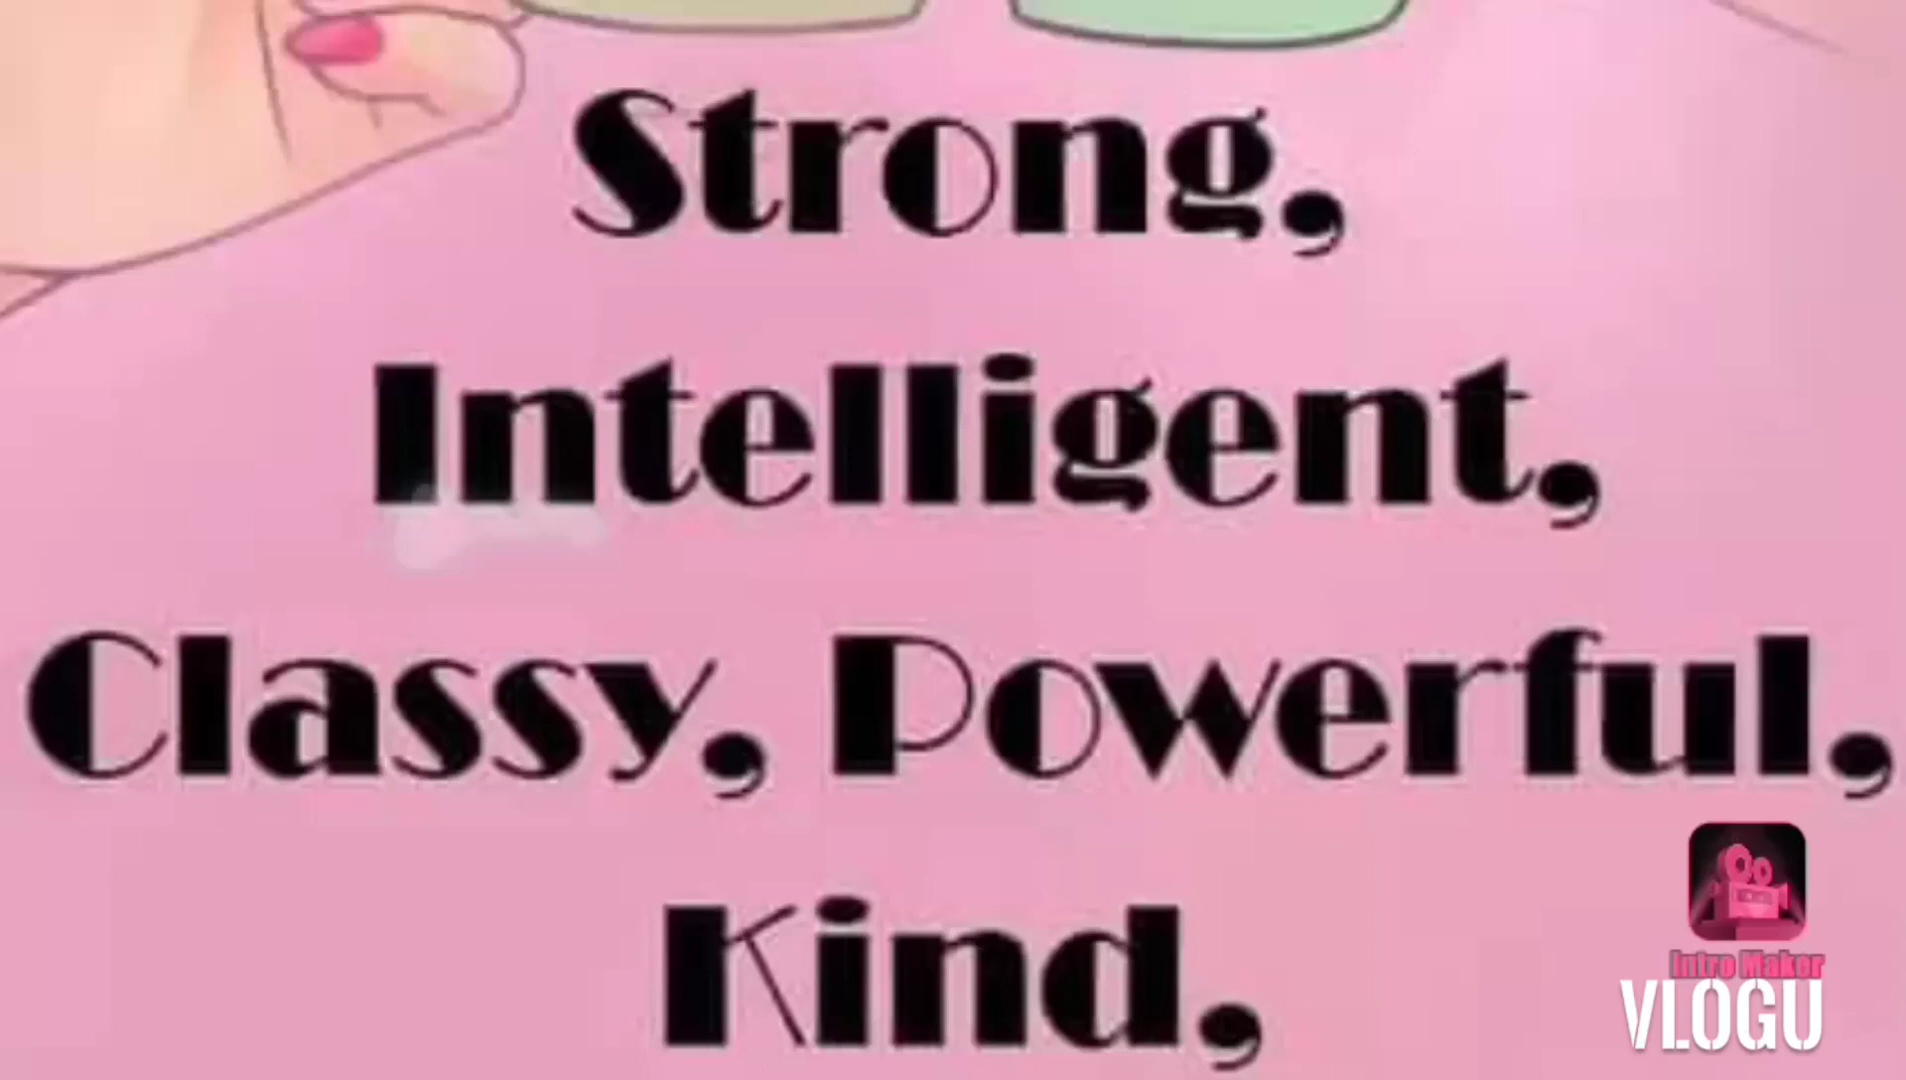 Strong,
Intelligent,
Classy, Powerful,
Kind,
Intro Maker
VLOGU